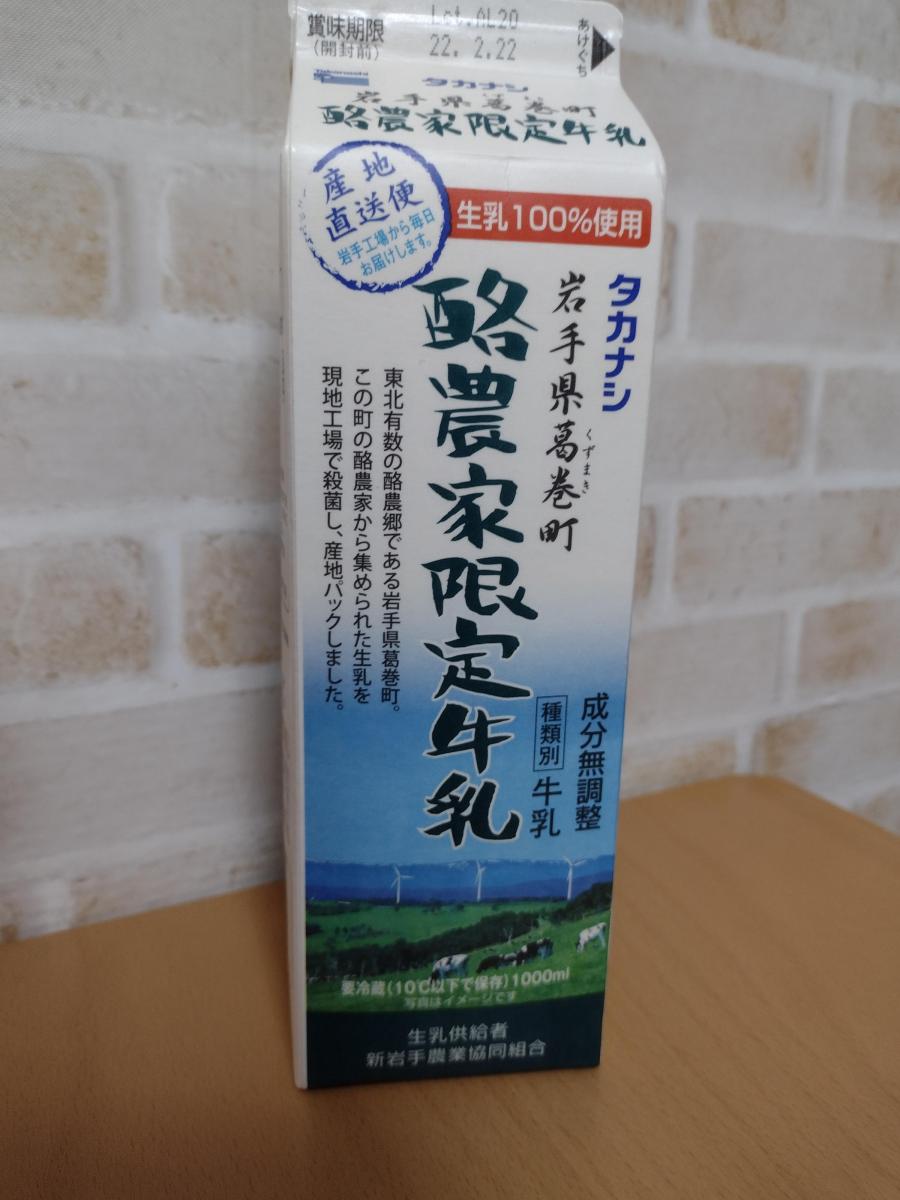 賞味期限
(開封前)
Lot.AL20
22. 2.22
あけぐち
Takanashi
タカナシ
岩手県葛巻町
酪農家限定牛乳
産地
直送便
岩手工場から毎日
お届けします。
生乳100%使用
タカナシ
岩手県葛巻町
くずまき
酪農家限定牛乳
東北有数の酪農郷である岩手県葛巻町。
この町の酪農家から集められた生乳を
現地工場で殺菌し、産地パックしました。
成分無調整
種類別
牛乳
要冷蔵(10℃以下で保存)1000ml
写真はイメージです
生乳供給者
新岩手農業協同組合